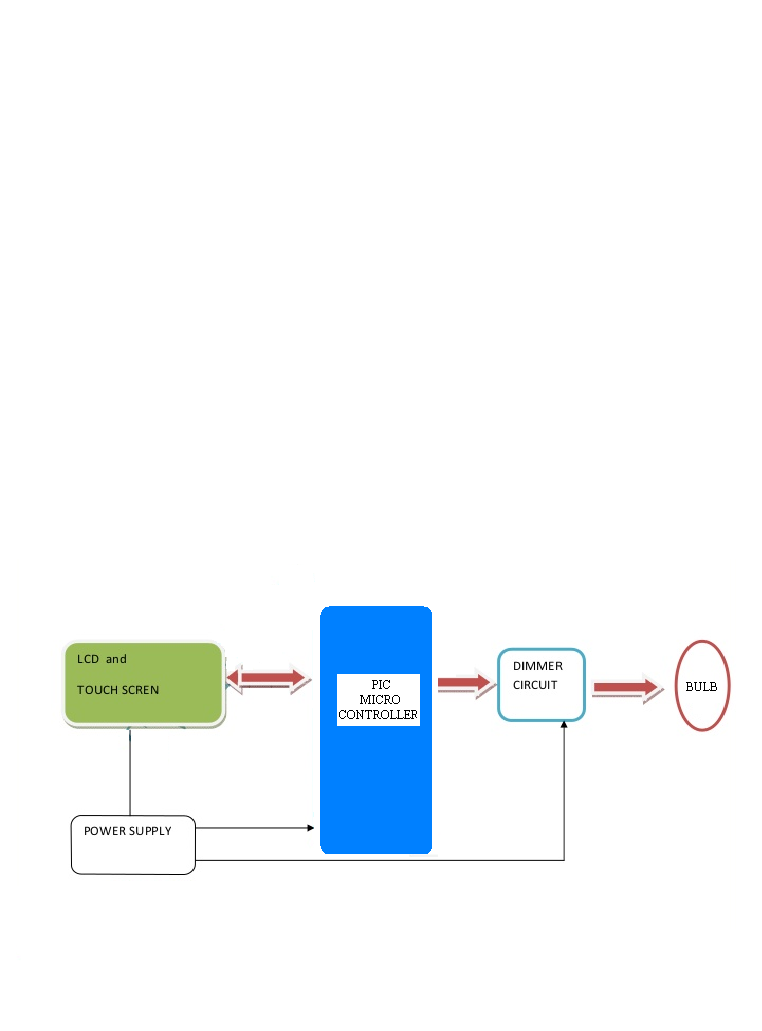 LCD and
TOUCH SCREN
PIC
MICRO
CONTROLLER
DIMMER
CIRCUIT
BULB
POWER SUPPLY